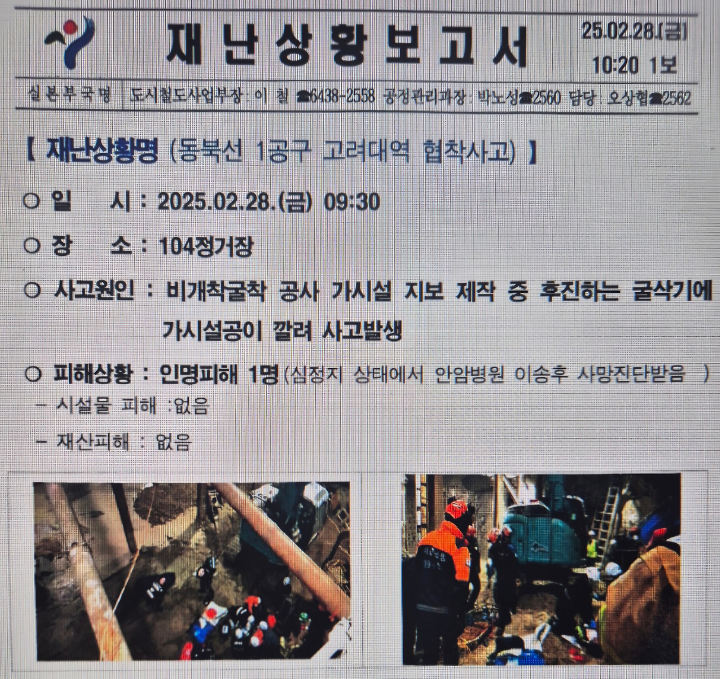 재난상황보고서
25.02.28.(금)
10:20 1보
실본부국명 도시철도사업부장 : 이 철 ☎6438-2558 공정관리과장 : 박노성☎2560 담당 : 오상협☎2562
【 재난상황명 (동북선 1공구 고려대역 협착사고) 】
○ 일 시 : 2025.02.28.(금) 09:30
○ 장 소 : 104정거장
○ 사고원인 : 비개착굴착 공사 가시설 지보 제작 중 후진하는 굴삭기에
가시설공이 깔려 사고발생
○ 피해상황 : 인명피해 1명(심정지 상태에서 안암병원 이송후 사망진단받음 )
- 시설물 피해 :없음
- 재산피해 : 없음